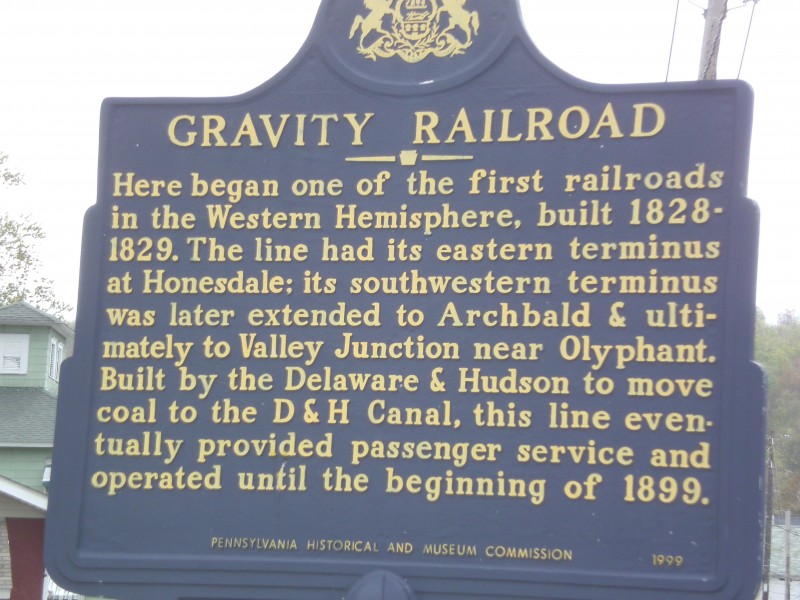 GRAVITY RAILROAD
Here began one of the first railroads
in the Western Hemisphere, built 1828-
1829. The line had its eastern terminus
at Honesdale; its southwestern terminus
was later extended to Archbald & ulti-
mately to Valley Junction near Olyphant.
Built by the Delaware & Hudson to move
coal to the D & H Canal, this line even-
tually provided passenger service and
operated until the beginning of 1899.
PENNSYLVANIA HISTORICAL AND MUSEUM COMMISSION 1999